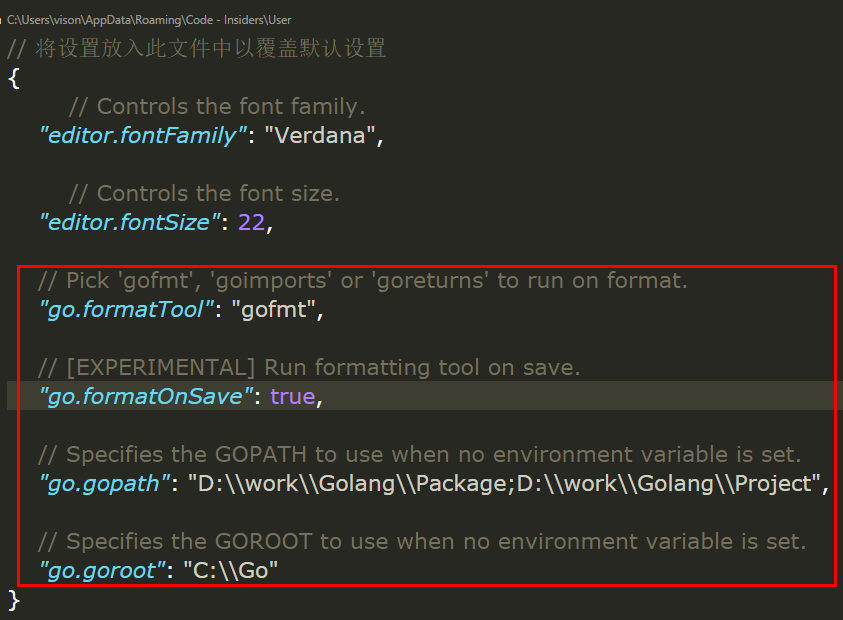 C:\Users\vison\AppData\Roaming\Code - Insiders\User
// 将设置放入此文件中以覆盖默认设置
{
// Controls the font family.
"editor.fontFamily": "Verdana",
// Controls the font size.
"editor.fontSize": 22,
// Pick 'gofmt', 'goimports' or 'goreturns' to run on format.
"go.formatTool": "gofmt",
// [EXPERIMENTAL] Run formatting tool on save.
"go.formatOnSave": true,
// Specifies the GOPATH to use when no environment variable is set.
"go.gopath": "D:\\work\\Golang\\Package;D:\\work\\Golang\\Project",
// Specifies the GOROOT to use when no environment variable is set.
"go.goroot": "C:\\Go"
}